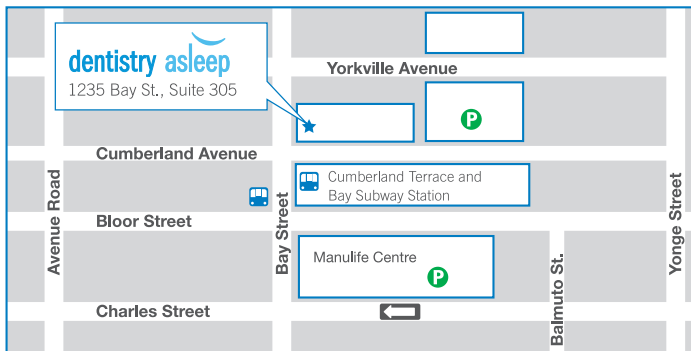 dentistry asleep
1235 Bay St., Suite 305
Yorkville Avenue
P
Cumberland Avenue
Cumberland Terrace and
Bay Subway Station
Avenue Road
Bay Street
Yonge Street
Bloor Street
Manulife Centre
P
Balmuto St.
Charles Street